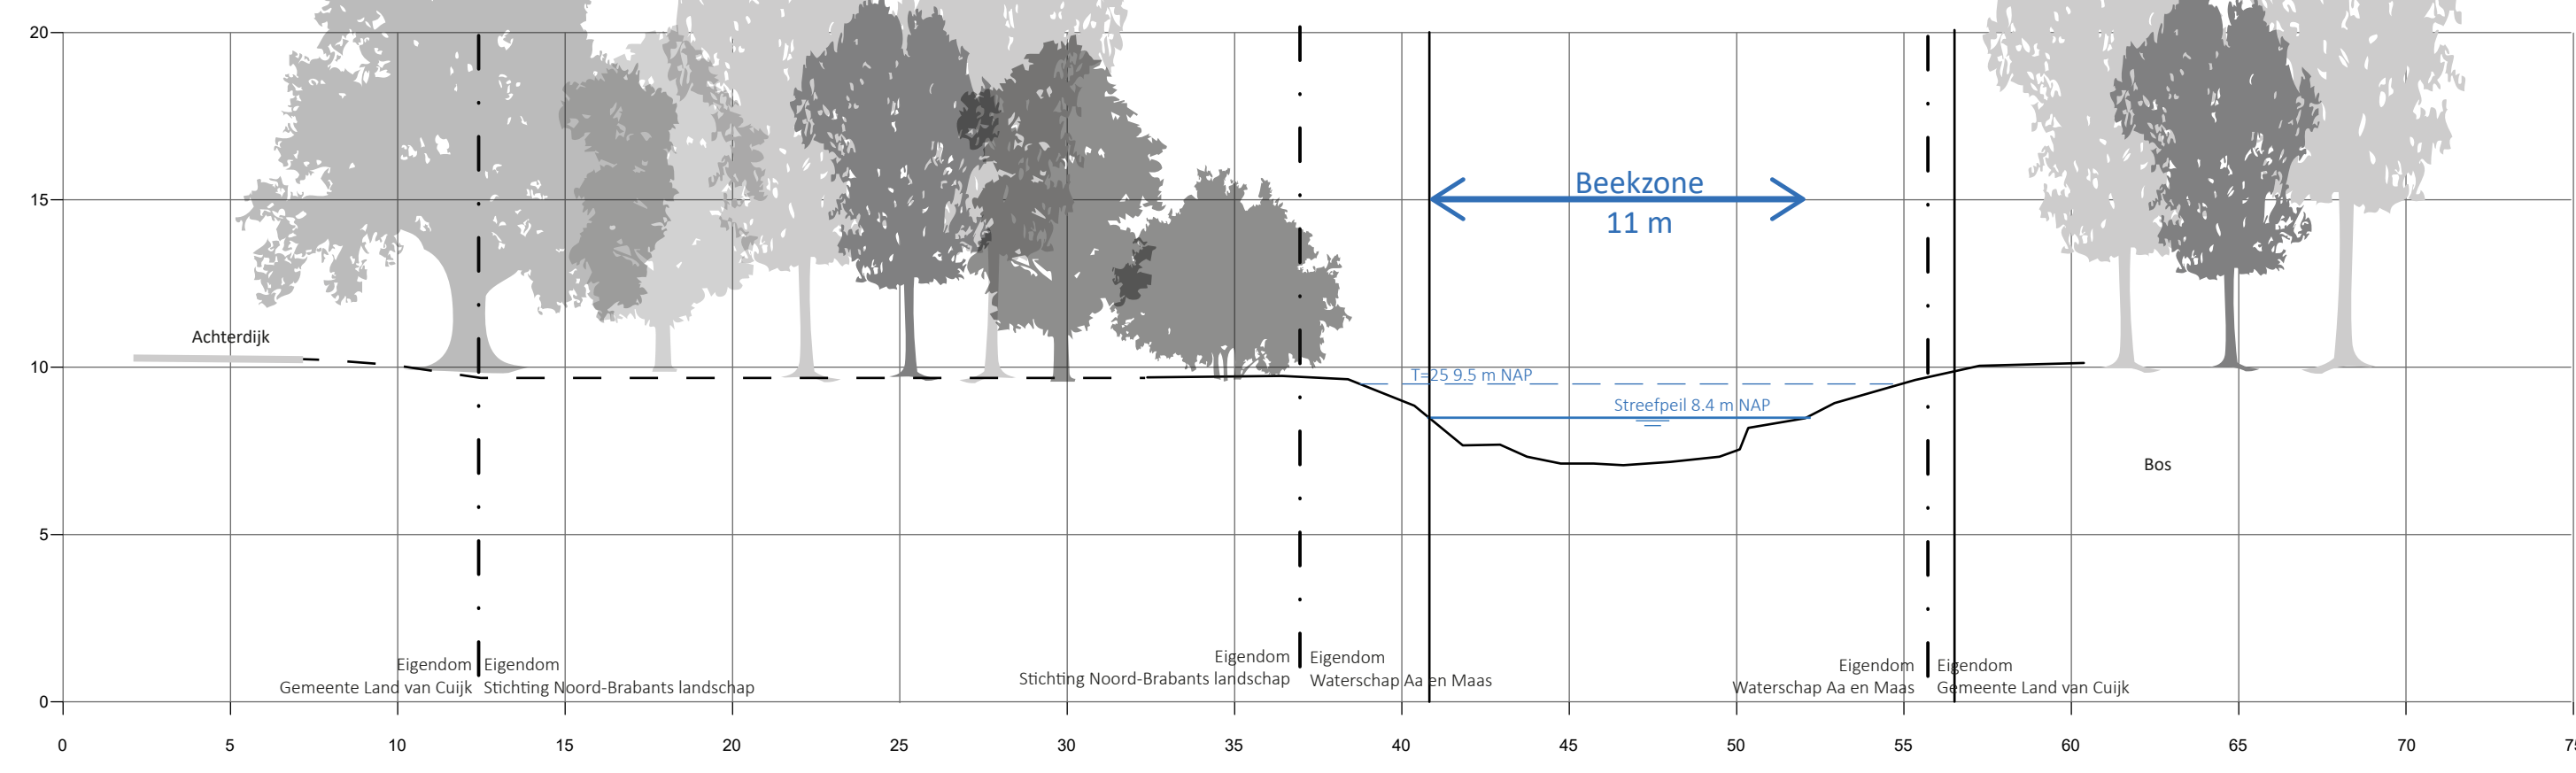 20
15
10
5
0
Beekzone
11 m
Achterdijk
T=25 9.5 m NAP
Streefpeil 8.4 m NAP
Bos
Eigendom
Gemeente Land van Cuijk
Eigendom
Stichting Noord-Brabants landschap
Eigendom
Stichting Noord-Brabants landschap
Eigendom
Waterschap Aa en Maas
Eigendom
Waterschap Aa en Maas
Eigendom
Gemeente Land van Cuijk
0 5 10 15 20 25 30 35 40 45 50 55 60 65 70 75